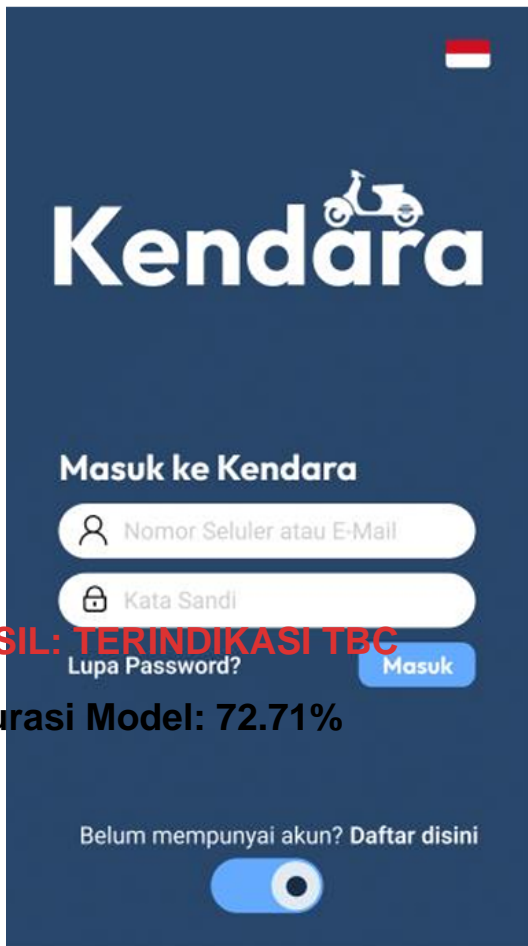 Kendara
Masuk ke Kendara
Nomor Seluler atau E-Mail
Kata Sandi
SIL: TERINDIKASI TBC
Lupa Password?
Masuk
urasi Model: 72.71%
Belum mempunyai akun? Daftar disini